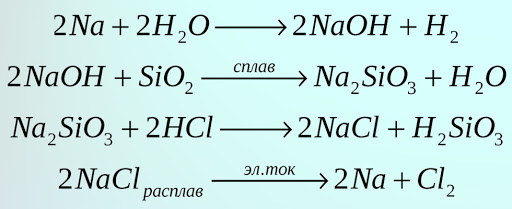 2Na + 2H₂O ⟶ 2NaOH + H₂
2NaOH + SiO₂ —сплав→ Na₂SiO₃ + H₂O
Na₂SiO₃ + 2HCl ⟶ 2NaCl + H₂SiO₃
2NaCl расплав —эл.ток→ 2Na + Cl₂